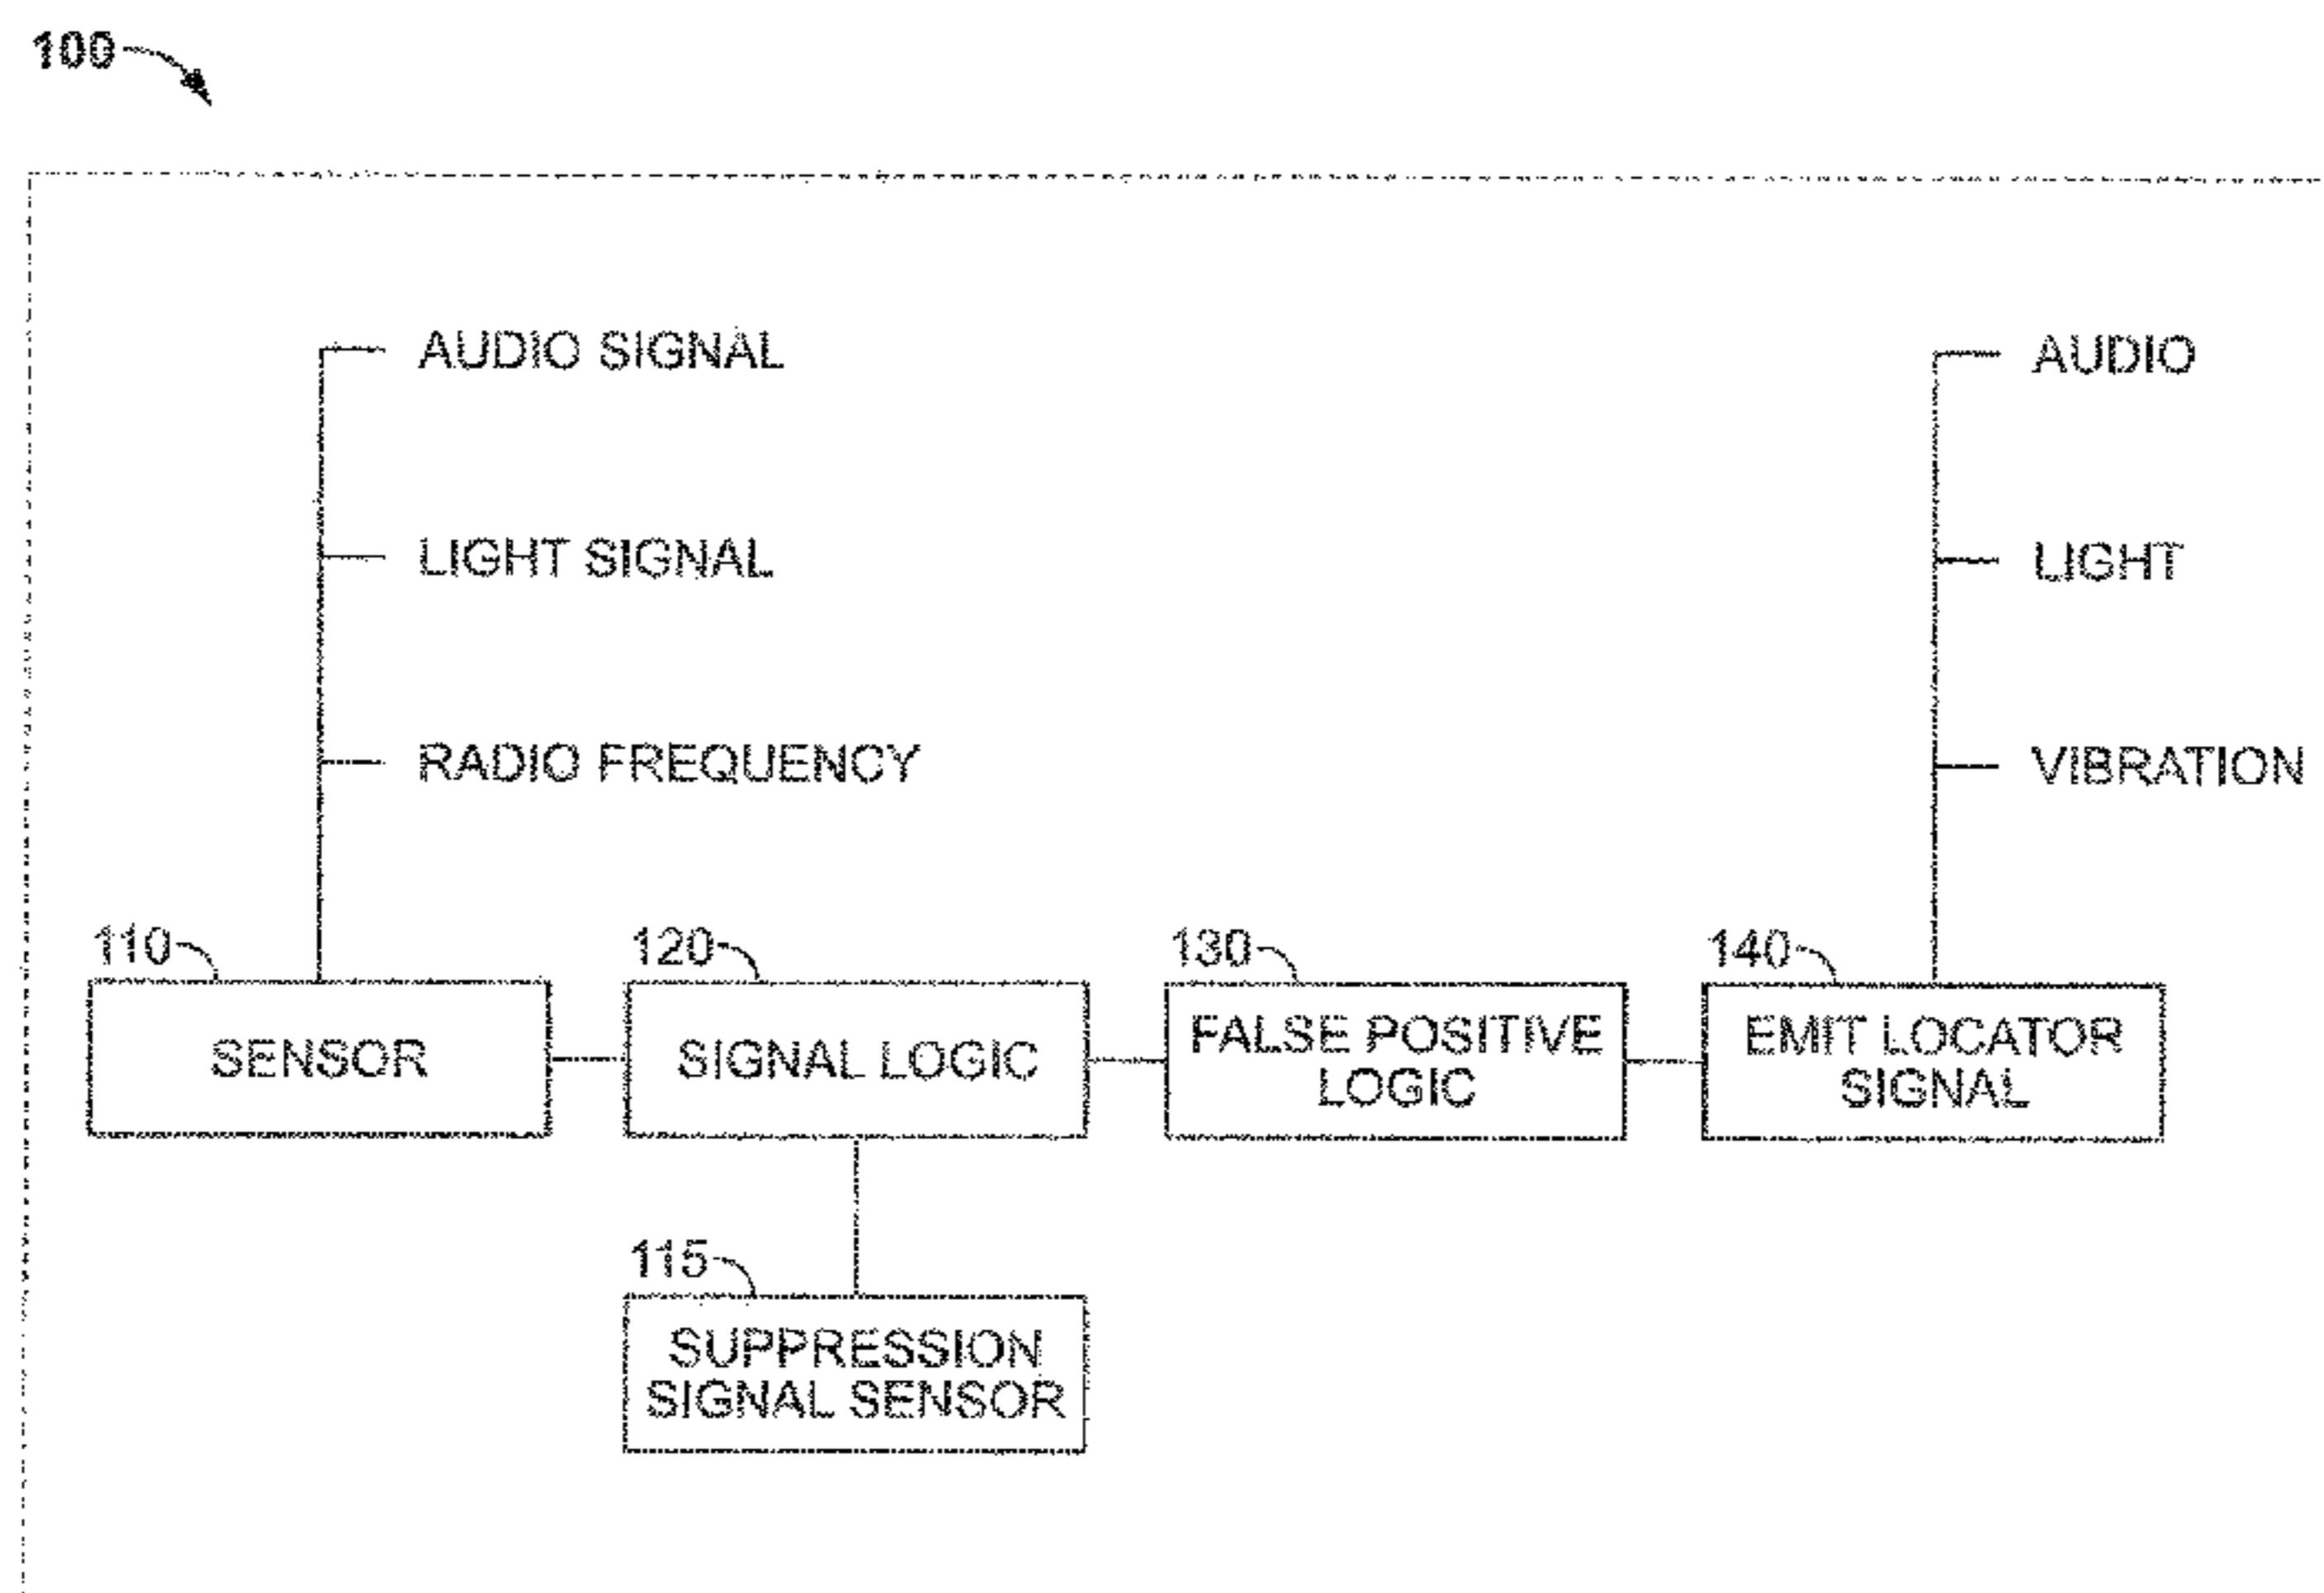 100
AUDIO SIGNAL
AUDIO
LIGHT SIGNAL
LIGHT
RADIO FREQUENCY
VIBRATION
110
120
130
140
SENSOR
SIGNAL LOGIC
FALSE POSITIVE
LOGIC
EMIT LOCATOR
SIGNAL
115
SUPPRESSION
SIGNAL SENSOR